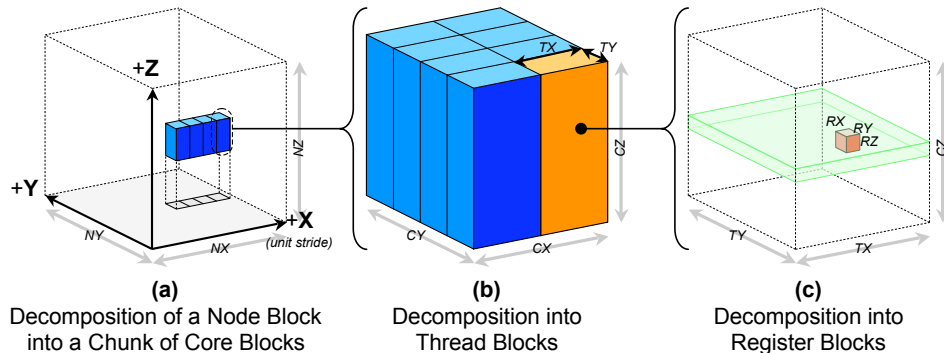 +Z
+Y
+X
(unit stride)
NY
NX
NZ
TX
TY
CZ
CY
CX
RX
RY
RZ
CZ
TY
TX
(a)
Decomposition of a Node Block
into a Chunk of Core Blocks
(b)
Decomposition into
Thread Blocks
(c)
Decomposition into
Register Blocks